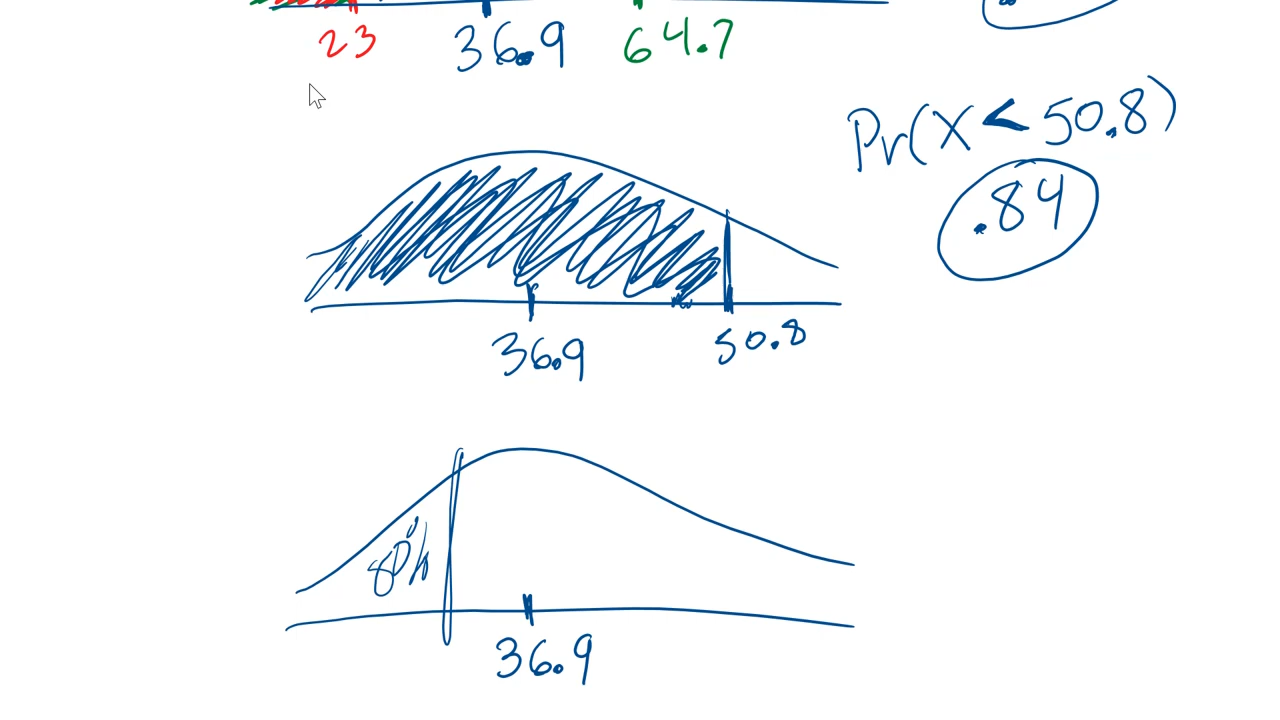 23 36.9 64.7
Pr(X < 50.8)
.84
36.9 50.8
80%
36.9